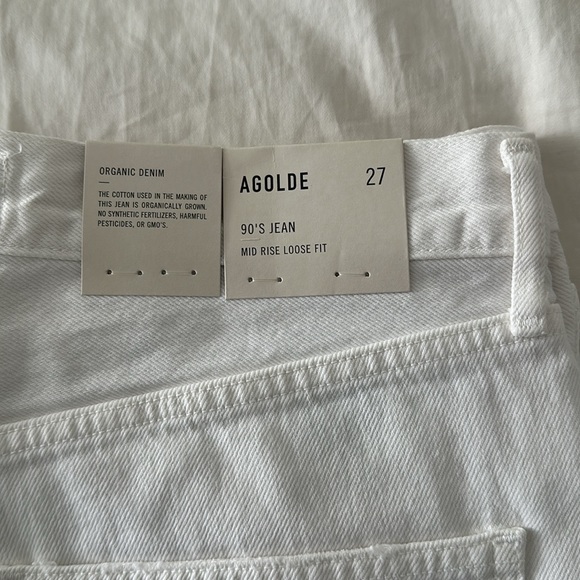 ORGANIC DENIM
THE COTTON USED IN THE MAKING OF
THIS JEAN IS ORGANICALLY GROWN.
NO SYNTHETIC FERTILIZERS, HARMFUL
PESTICIDES, OR GMO'S.
AGOLDE 27
90'S JEAN
MID RISE LOOSE FIT